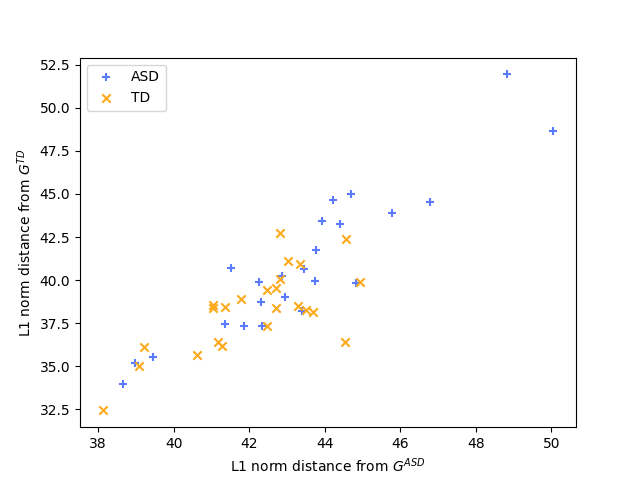 52.5
50.0
47.5
45.0
42.5
40.0
37.5
35.0
32.5
L1 norm distance from G^{TD}
ASD
TD
38 40 42 44 46 48 50
L1 norm distance from G^{ASD}